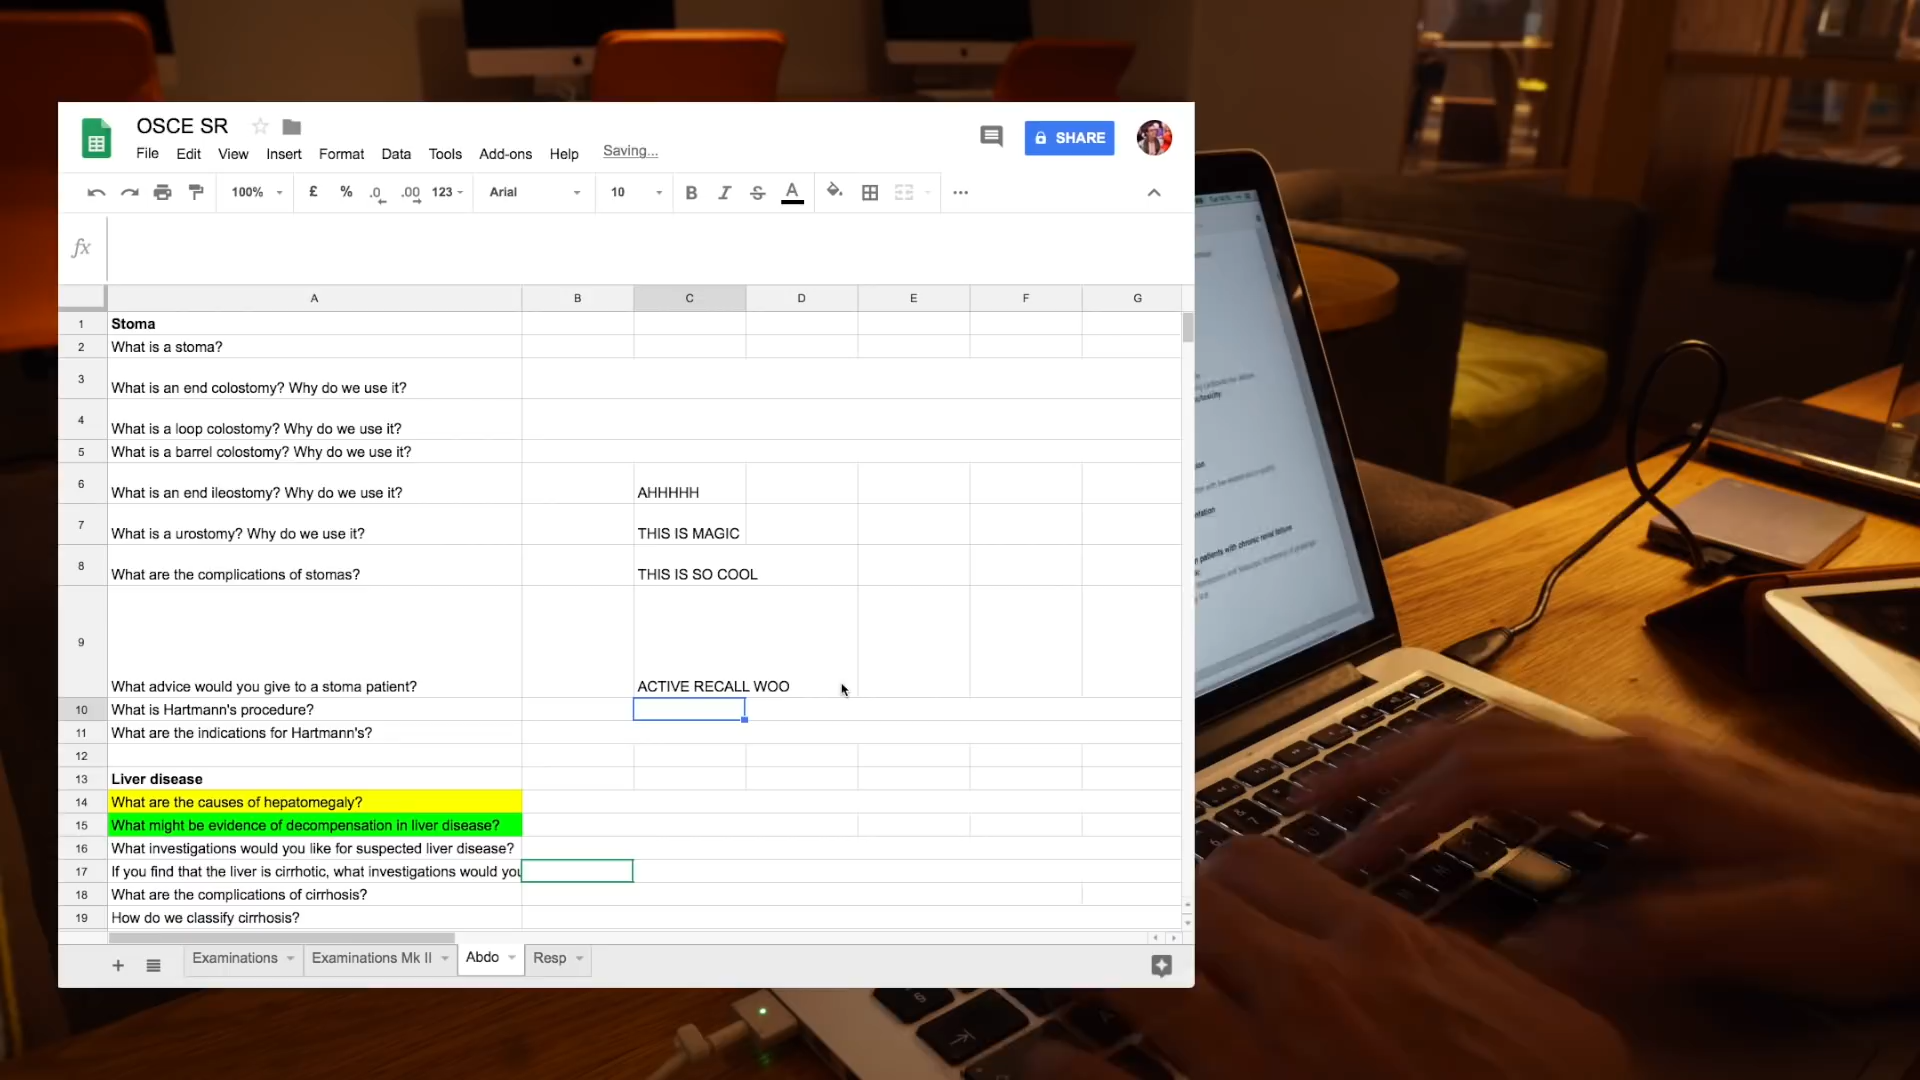 OSCE SR
File Edit View Insert Format Data Tools Add-ons Help Saving...
SHARE
100% £ % .0 .00 123 Arial 10 B I S A
fx
A B C D E F G
1 Stoma
2 What is a stoma?
3 What is an end colostomy? Why do we use it?
4 What is a loop colostomy? Why do we use it?
5 What is a barrel colostomy? Why do we use it?
6 What is an end ileostomy? Why do we use it? AHHHHH
7 What is a urostomy? Why do we use it? THIS IS MAGIC
8 What are the complications of stomas? THIS IS SO COOL
9 What advice would you give to a stoma patient? ACTIVE RECALL WOO
10 What is Hartmann's procedure?
11 What are the indications for Hartmann's?
12
13 Liver disease
14 What are the causes of hepatomegaly?
15 What might be evidence of decompensation in liver disease?
16 What investigations would you like for suspected liver disease?
17 If you find that the liver is cirrhotic, what investigations would you
18 What are the complications of cirrhosis?
19 How do we classify cirrhosis?
Examinations Examinations Mk II Abdo Resp
patients with chronic renal failure